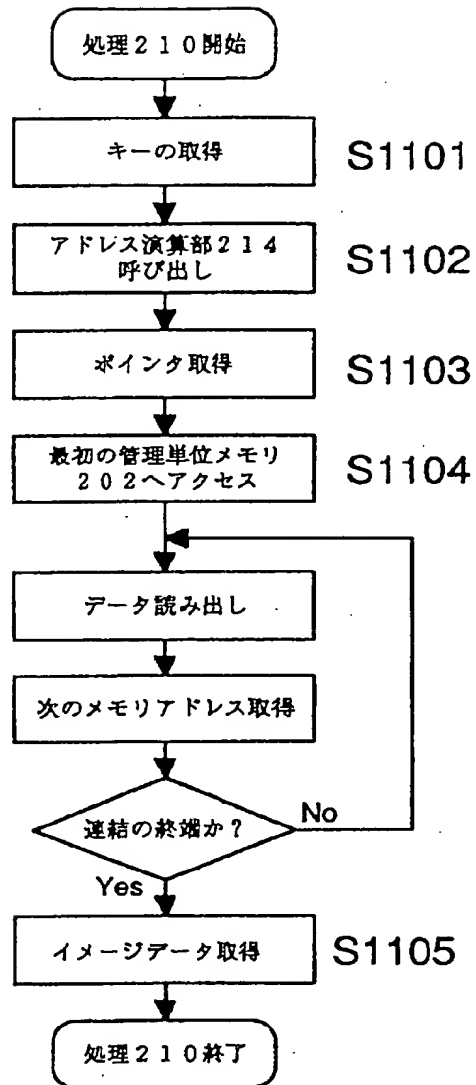 処理２１０開始
キーの取得
S1101
アドレス演算部２１４
呼び出し
S1102
ポインタ取得
S1103
最初の管理単位メモリ
２０２へアクセス
S1104
データ読み出し
次のメモリアドレス取得
連結の終端か？
No
Yes
イメージデータ取得
S1105
処理２１０終了